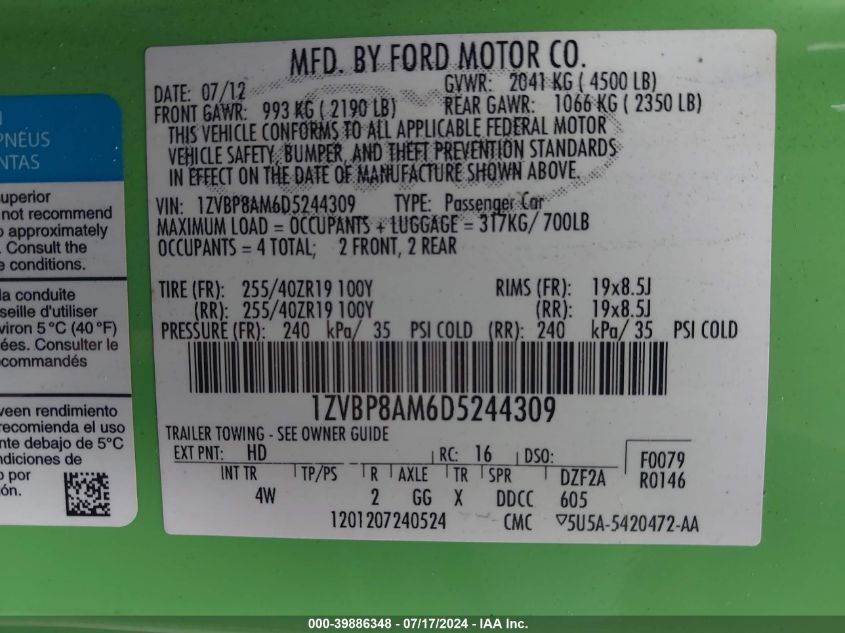 MFD. BY FORD MOTOR CO.
DATE: 07/12 GVWR: 2041 KG ( 4500 LB)
FRONT GAWR: 993 KG ( 2190 LB) REAR GAWR: 1066 KG ( 2350 LB)
THIS VEHICLE CONFORMS TO ALL APPLICABLE FEDERAL MOTOR
VEHICLE SAFETY, BUMPER, AND THEFT PREVENTION STANDARDS
IN EFFECT ON THE DATE OF MANUFACTURE SHOWN ABOVE.
VIN: 1ZVBP8AM6D5244309 TYPE: Passenger Car
MAXIMUM LOAD = OCCUPANTS + LUGGAGE = 317KG/ 700LB
OCCUPANTS = 4 TOTAL; 2 FRONT, 2 REAR
TIRE (FR): 255/40ZR19 100Y RIMS (FR): 19x8.5J
(RR): 255/40ZR19 100Y (RR): 19x8.5J
PRESSURE (FR): 240 kPa/ 35 PSI COLD (RR): 240 kPa/ 35 PSI COLD
1ZVBP8AM6D5244309
TRAILER TOWING - SEE OWNER GUIDE
EXT PNT: HD RC: 16 DSO: F0079
INT TR TP/PS R AXLE TR SPR DZF2A R0146
4W 2 GG X DDCC 605
1201207240524 CMC ▽5U5A-5420472-AA
PNÉUS
NTAS
superior
not recommend
approximately
. Consult the
conditions.
la conduite
seille d'utiliser
viron 5 °C (40 °F)
ées. Consulter le
commandés
veen rendimiento
omienda el uso
nte debajo de 5°C
ndiciones de
o por
ón.
000-39886348 - 07/17/2024 - IAA Inc.